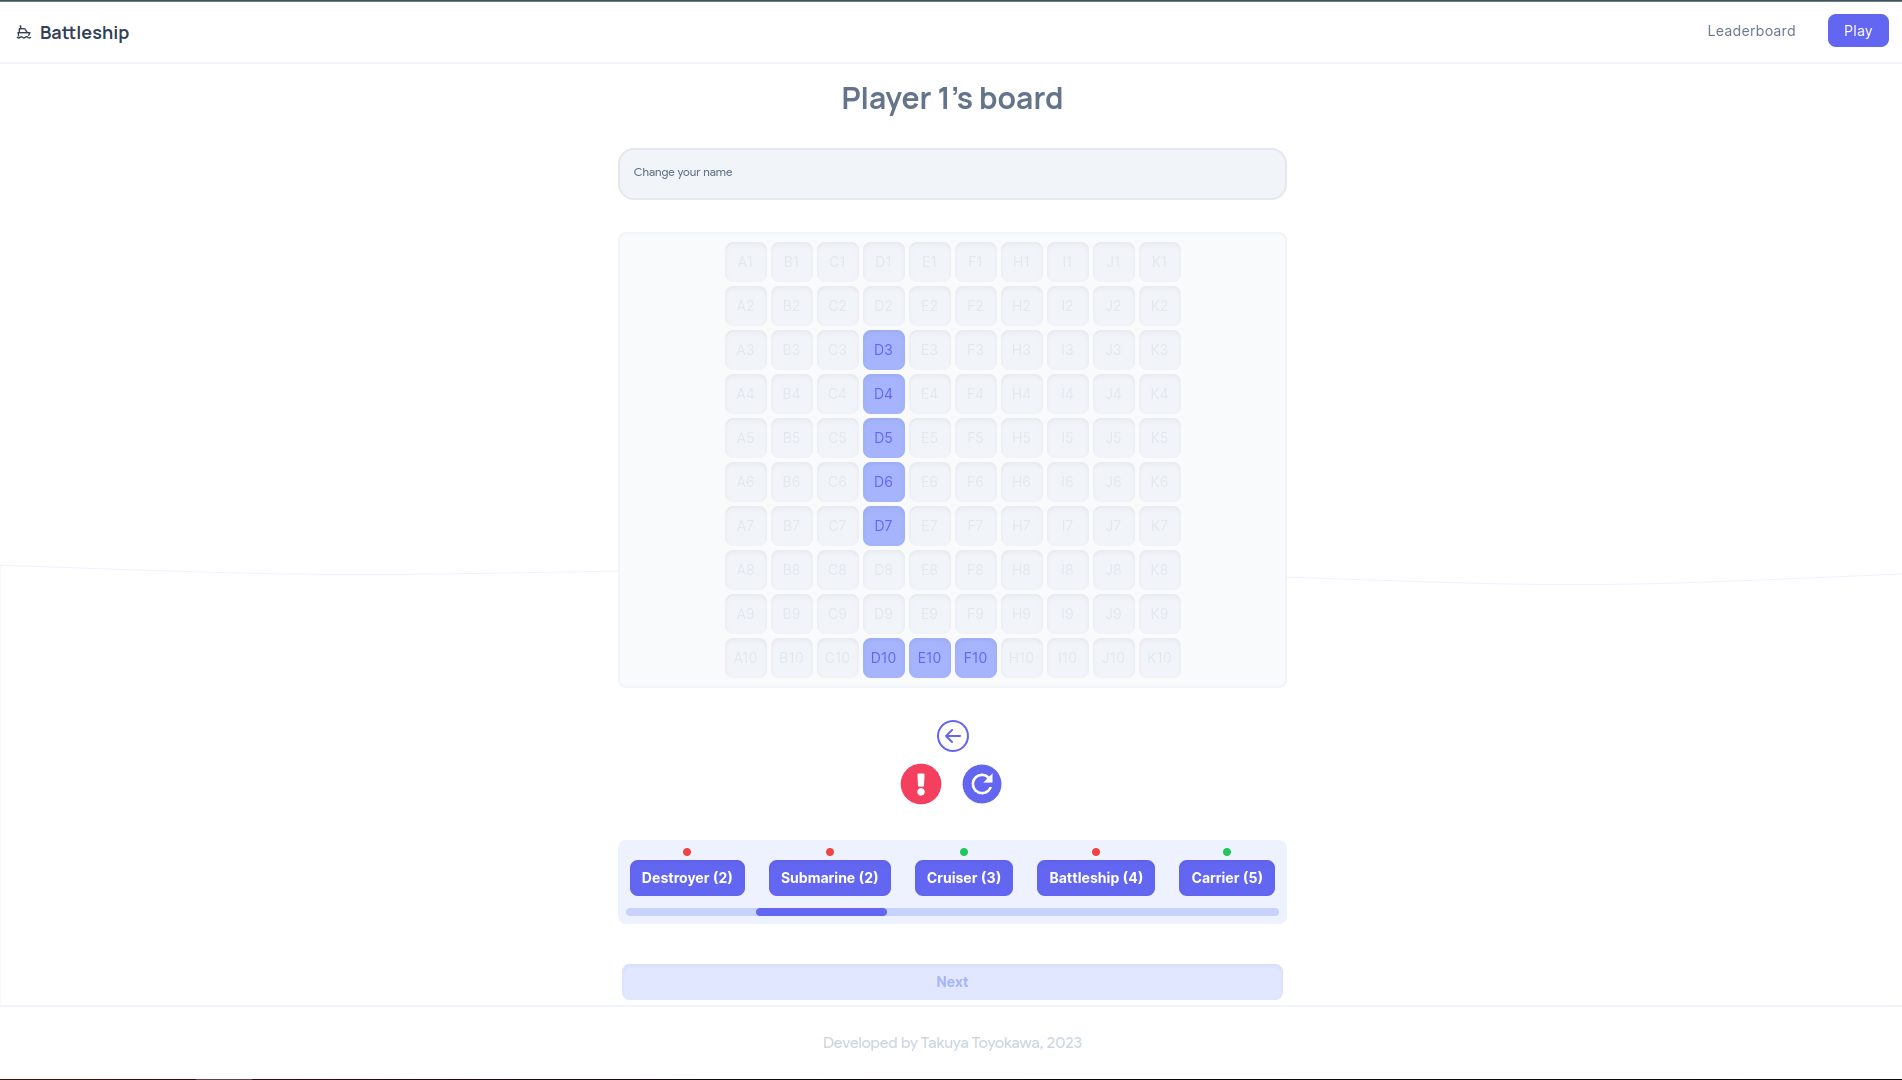 Battleship
Leaderboard
Play
Player 1's board
Change your name
A1 B1 C1 D1 E1 F1 H1 I1 J1 K1
A2 B2 C2 D2 E2 F2 H2 I2 J2 K2
A3 B3 C3 D3 E3 F3 H3 I3 J3 K3
A4 B4 C4 D4 E4 F4 H4 I4 J4 K4
A5 B5 C5 D5 E5 F5 H5 I5 J5 K5
A6 B6 C6 D6 E6 F6 H6 I6 J6 K6
A7 B7 C7 D7 E7 F7 H7 I7 J7 K7
A8 B8 C8 D8 E8 F8 H8 I8 J8 K8
A9 B9 C9 D9 E9 F9 H9 I9 J9 K9
A10 B10 C10 D10 E10 F10 H10 I10 J10 K10
Destroyer (2)
Submarine (2)
Cruiser (3)
Battleship (4)
Carrier (5)
Next
Developed by Takuya Toyokawa, 2023